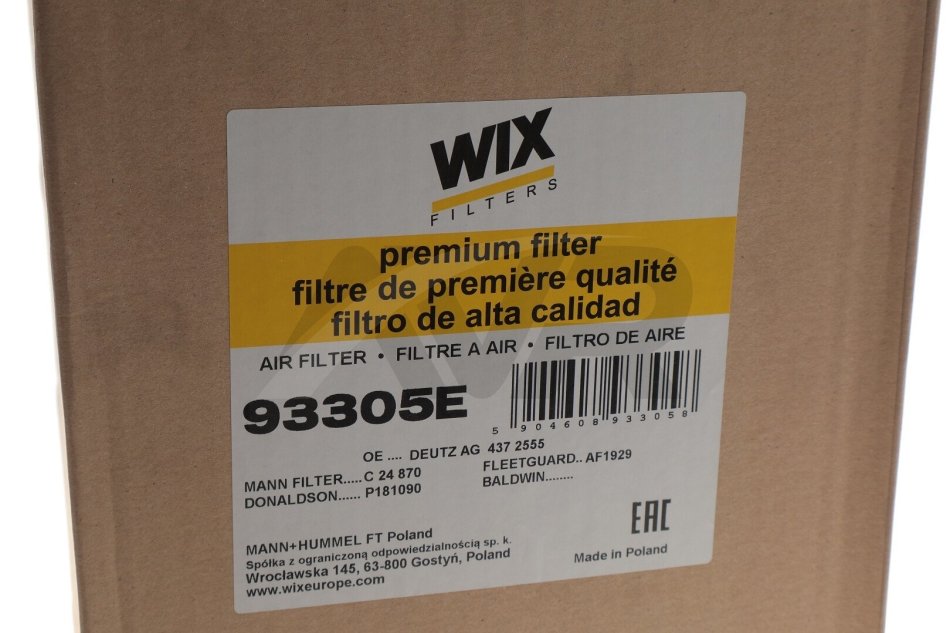 WIX
FILTERS
premium filter
filtre de première qualité
filtro de alta calidad
AIR FILTER • FILTRE A AIR • FILTRO DE AIRE
93305E
5 904608 933058
OE .... DEUTZ AG 437 2555
MANN FILTER.....C 24 870 FLEETGUARD.. AF1929
DONALDSON...... P181090 BALDWIN........
EAC
MANN+HUMMEL FT Poland
Spółka z ograniczoną odpowiedzialnością sp. k.
Wrocławska 145, 63-800 Gostyń, Poland Made in Poland
www.wixeurope.com